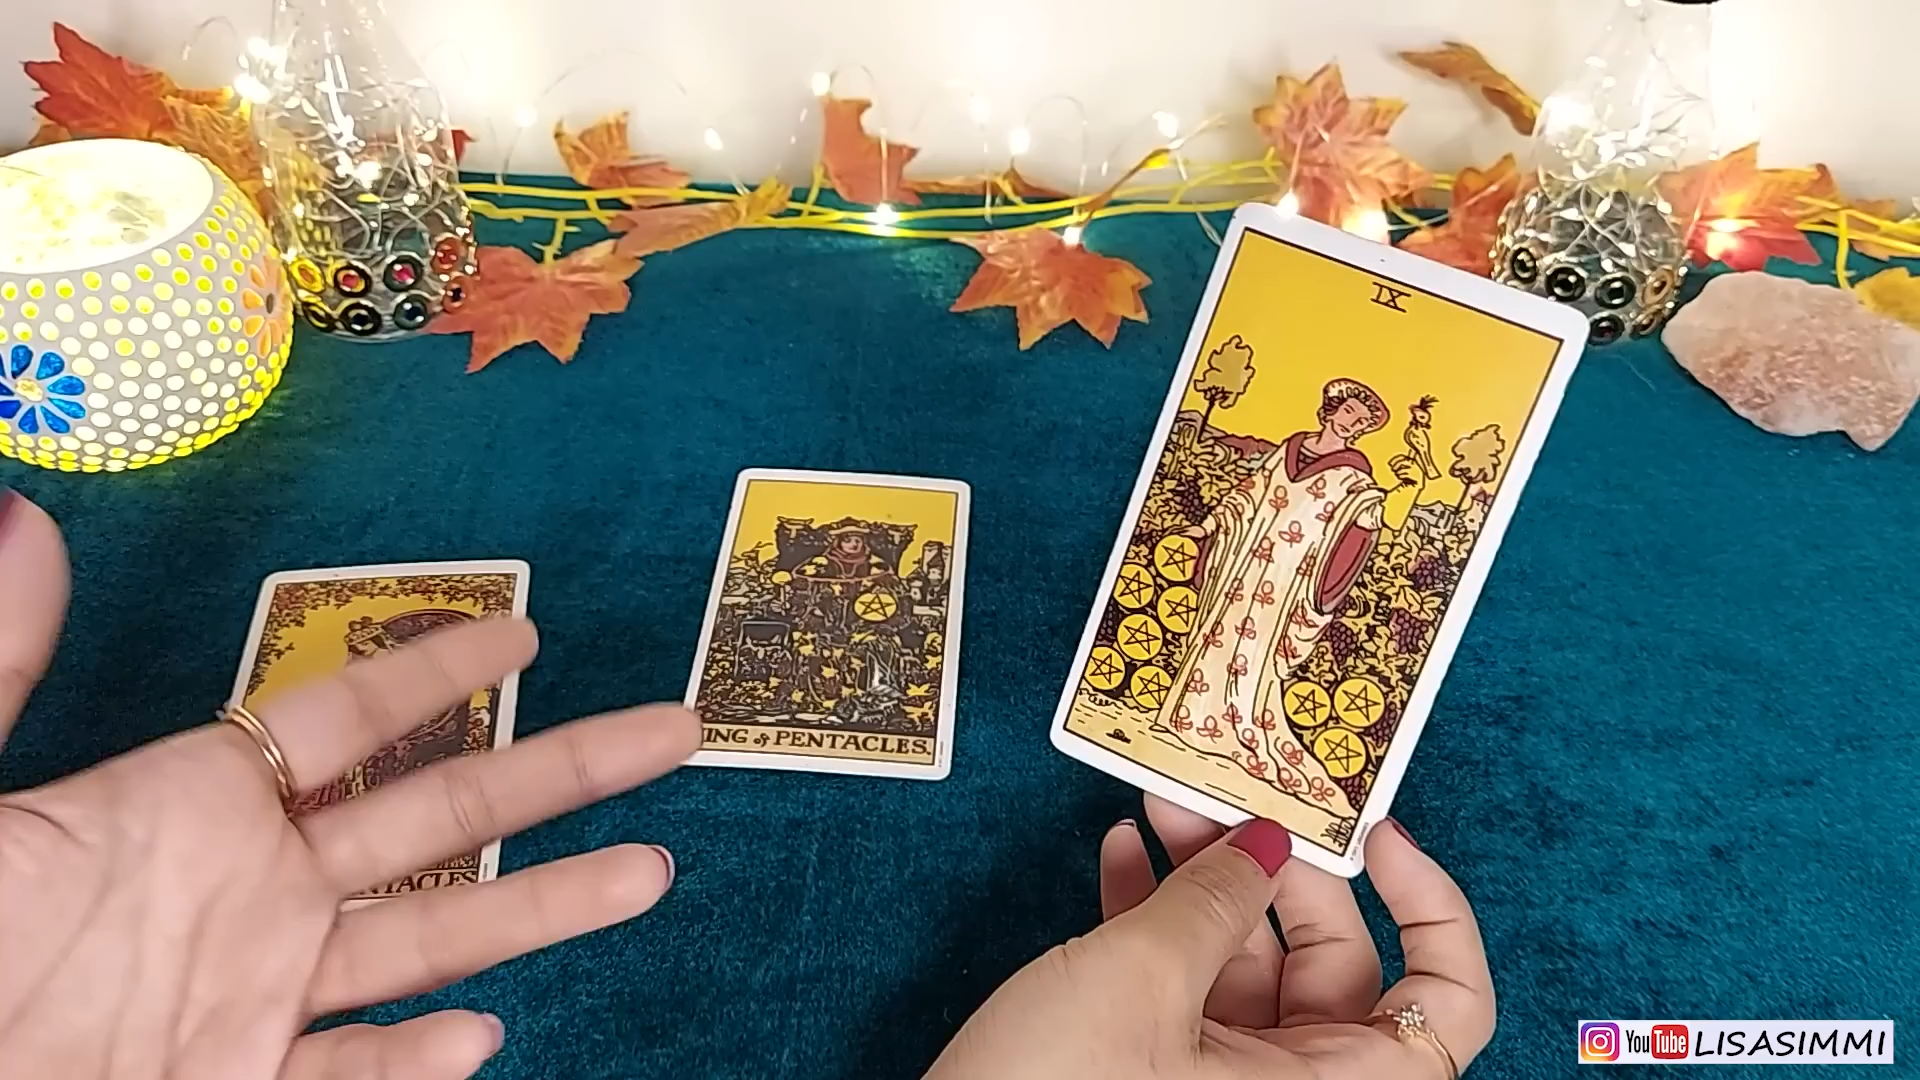 IX
ING of PENTACLES.
NTACLES
YouTube LISASIMMI